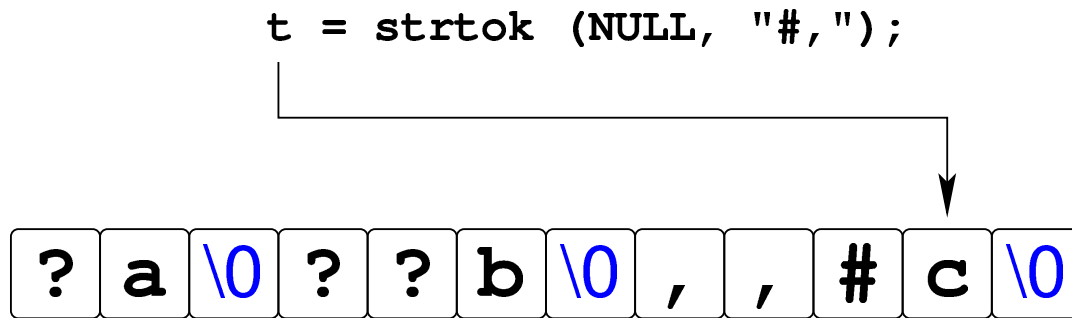 t = strtok (NULL, "#,");
? a \0 ? ? b \0 , , # c \0